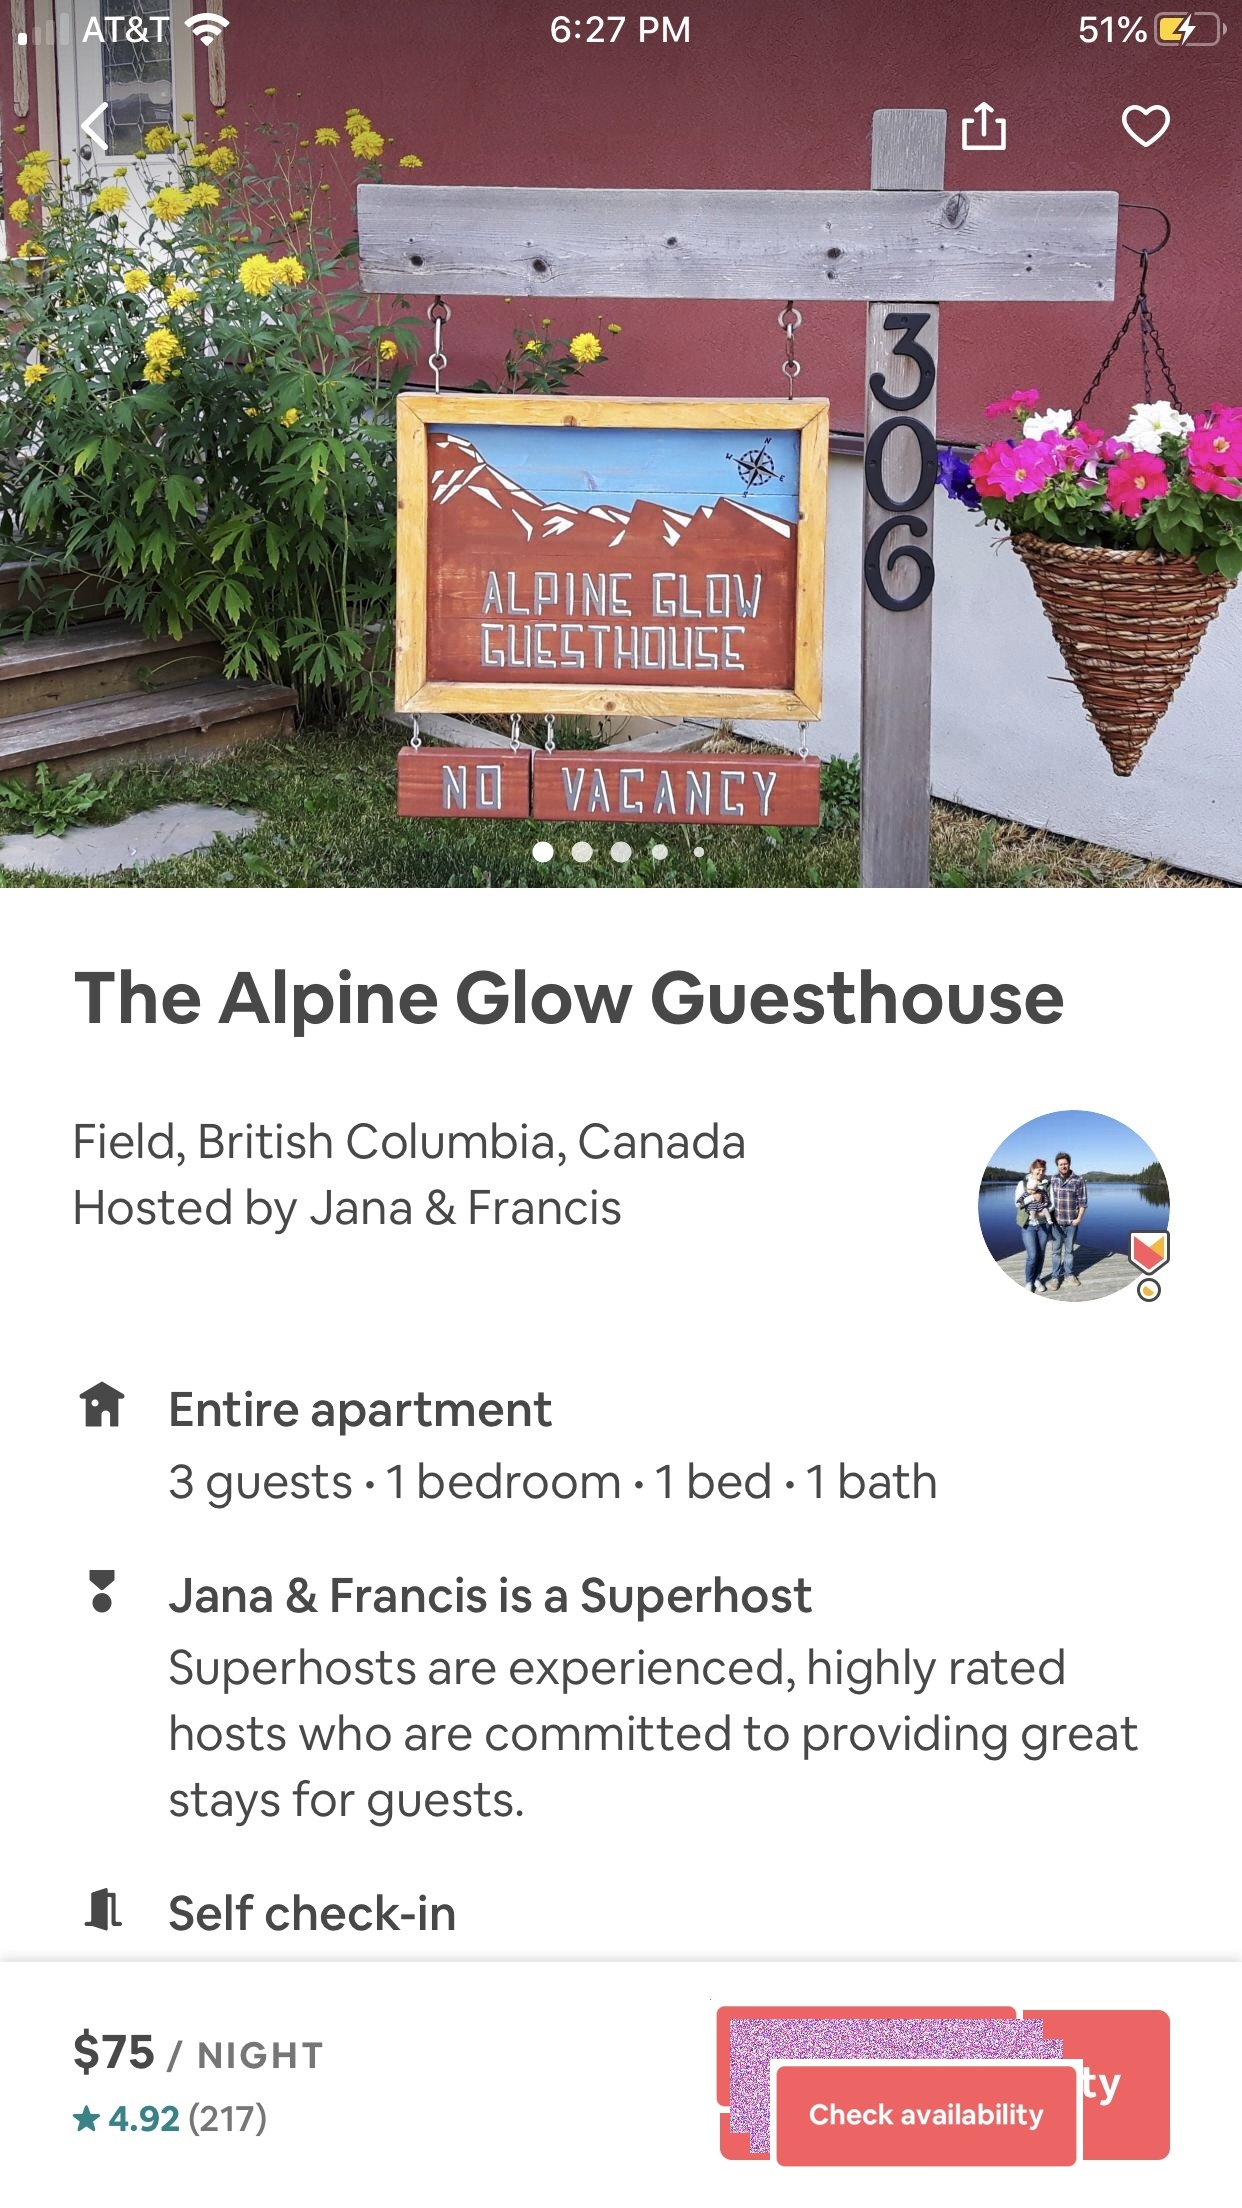 AT&T 6:27 PM 51%
306
N
W E
S
ALPINE GLOW
GUESTHOUSE
NO VACANCY
The Alpine Glow Guesthouse
Field, British Columbia, Canada
Hosted by Jana & Francis
Entire apartment
3 guests · 1 bedroom · 1 bed · 1 bath
Jana & Francis is a Superhost
Superhosts are experienced, highly rated
hosts who are committed to providing great
stays for guests.
Self check-in
$75 / NIGHT
★ 4.92 (217)
ty
Check availability